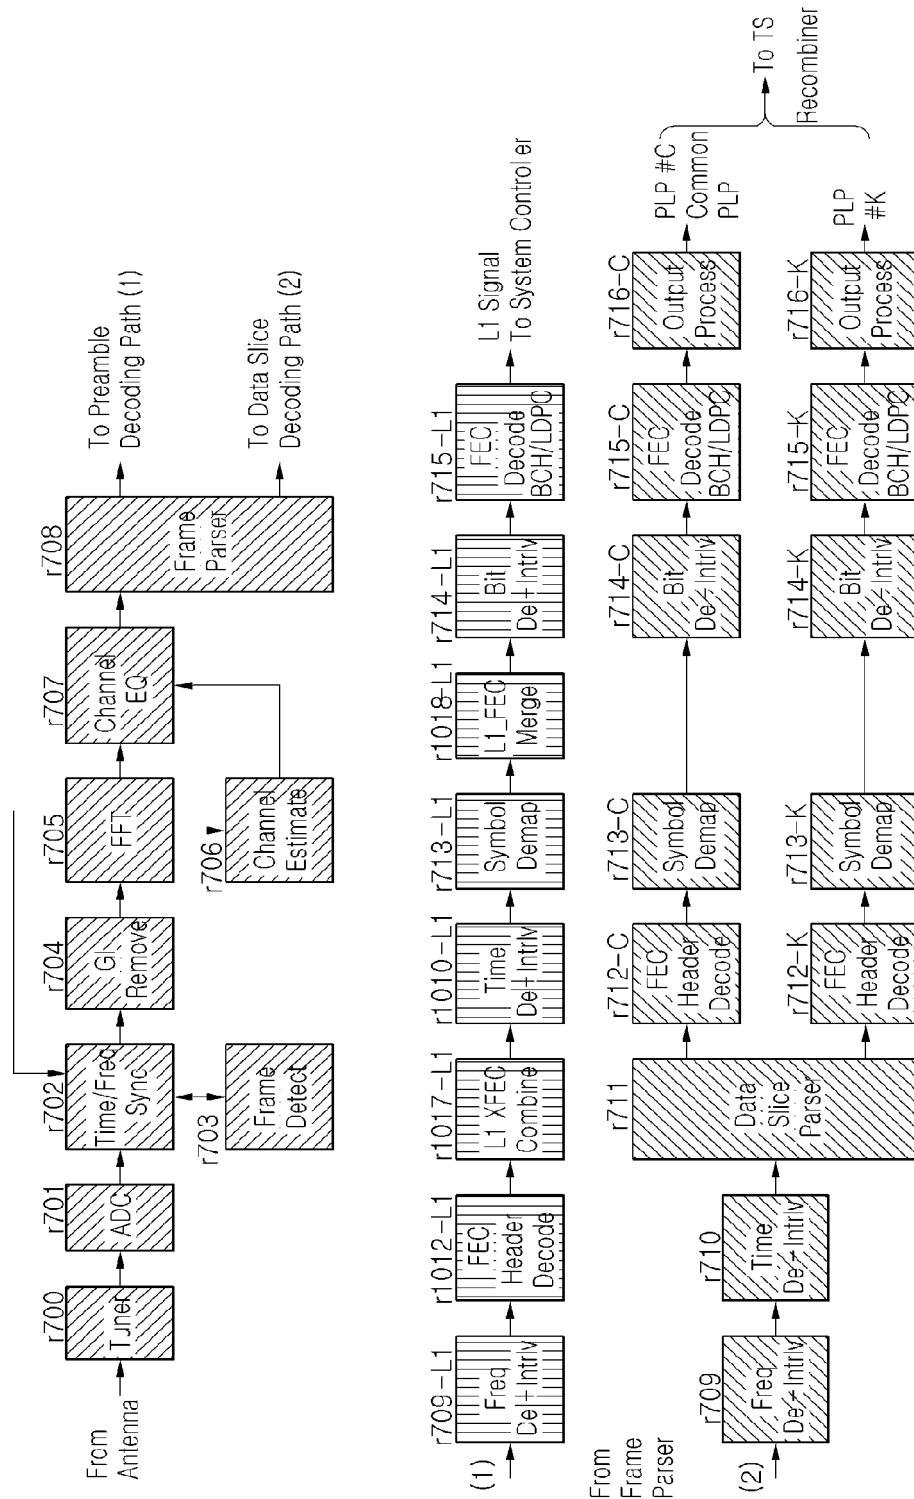 From
Antenna
r700
Tuner
r701
ADC
r702
Time/Freq
Sync
r703
Frame
Detect
r704
GI
Remove
r705
FFT
r706
Channel
Estimate
r707
Channel
EQ
r708
Frame
Parser
To Preamble
Decoding Path (1)
To Data Slice
Decoding Path (2)
(1)
r709-L1
Freq
De-Intrlv
r1012-L1
FEC
Header
Decode
r1017-L1
L1 XFEC
Combine
r1010-L1
Time
De-Intrlv
r713-L1
Symbol
Demap
r1018-L1
L1_FEC
Merge
r714-L1
Bit
De-Intrlv
r715-L1
FEC
Decode
BCH/LDPC
L1 Signal
To System Controller
From
Frame
Parser
(2)
r709
Freq
De-Intrlv
r710
Time
De-Intrlv
r711
Data
Slice
Parser
r712-C
FEC
Header
Decode
r713-C
Symbol
Demap
r714-C
Bit
De-Intrlv
r715-C
FEC
Decode
BCH/LDPC
r716-C
Output
Process
PLP #C
Common
PLP
r712-K
FEC
Header
Decode
r713-K
Symbol
Demap
r714-K
Bit
De-Intrlv
r715-K
FEC
Decode
BCH/LDPC
r716-K
Output
Process
PLP
#K
To TS
Recombiner